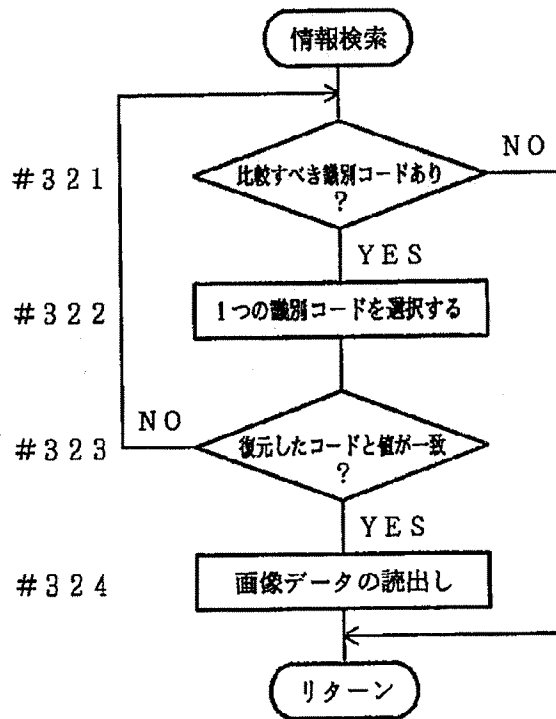 情報検索
NO
#321
比較すべき識別コードあり
?
YES
#322
1つの識別コードを選択する
NO
#323
復元したコードと値が一致
?
YES
#324
画像データの読出し
リターン